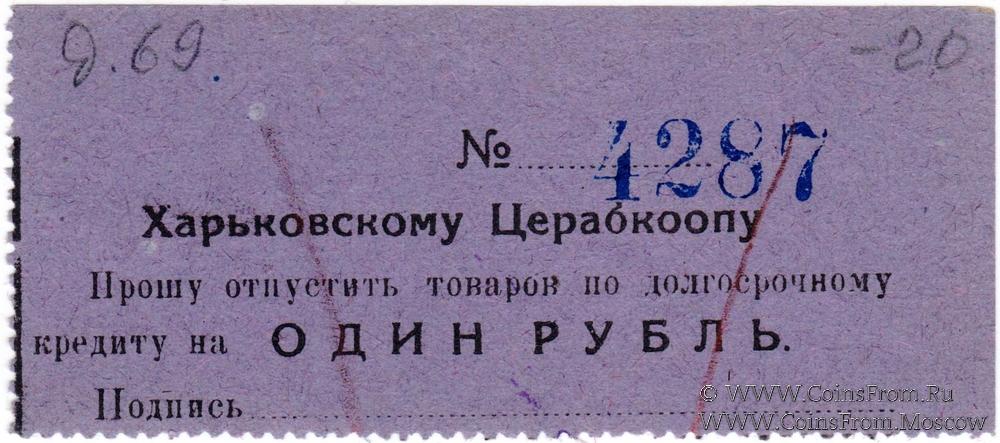 Д. 69. -20
№ 4287
Харьковскому Церабкоопу
Прошу отпустить товаров по долгосрочному
кредиту на ОДИН РУБЛЬ.
Подпись
© WWW.CoinsFrom.Ru
WWW.CoinsFrom.Moscow